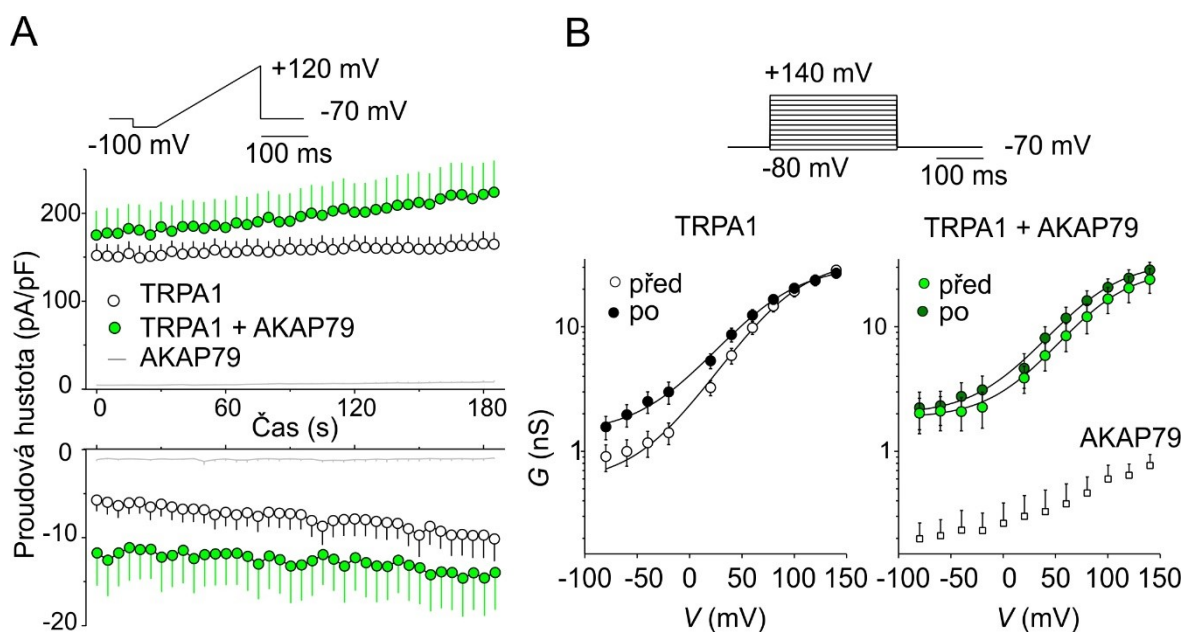 A
+120 mV
-70 mV
-100 mV
100 ms
200
100
0
TRPA1
TRPA1 + AKAP79
AKAP79
0 60 120 180
Čas (s)
Proudová hustota (pA/pF)
0
-10
-20
B
+140 mV
-70 mV
-80 mV
100 ms
TRPA1
před
po
10
1
G (nS)
-100 -50 0 50 100 150
V (mV)
TRPA1 + AKAP79
před
po
10
1
AKAP79
-100 -50 0 50 100 150
V (mV)